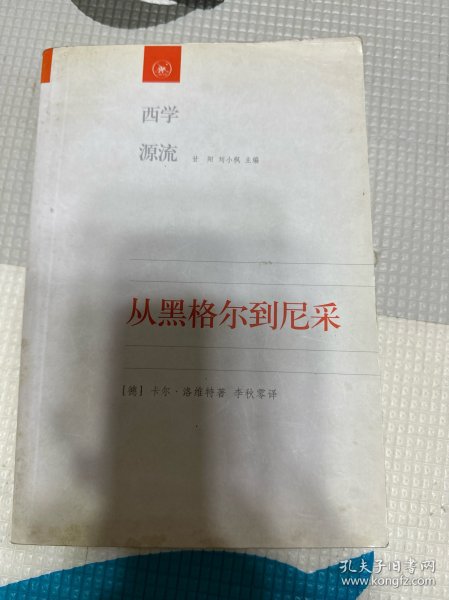 西学
源流 甘 阳 刘小枫 主编
从黑格尔到尼采
[德] 卡尔·洛维特著 李秋零译
孔夫子旧书网
www.kongfz.com